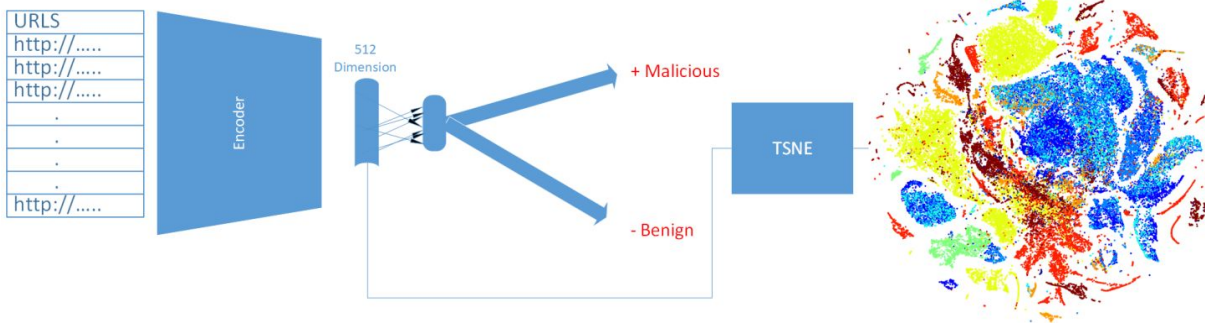 URLS
http://.....
http://.....
http://.....
.
.
.
.
http://.....
Encoder
512
Dimension
+ Malicious
- Benign
TSNE